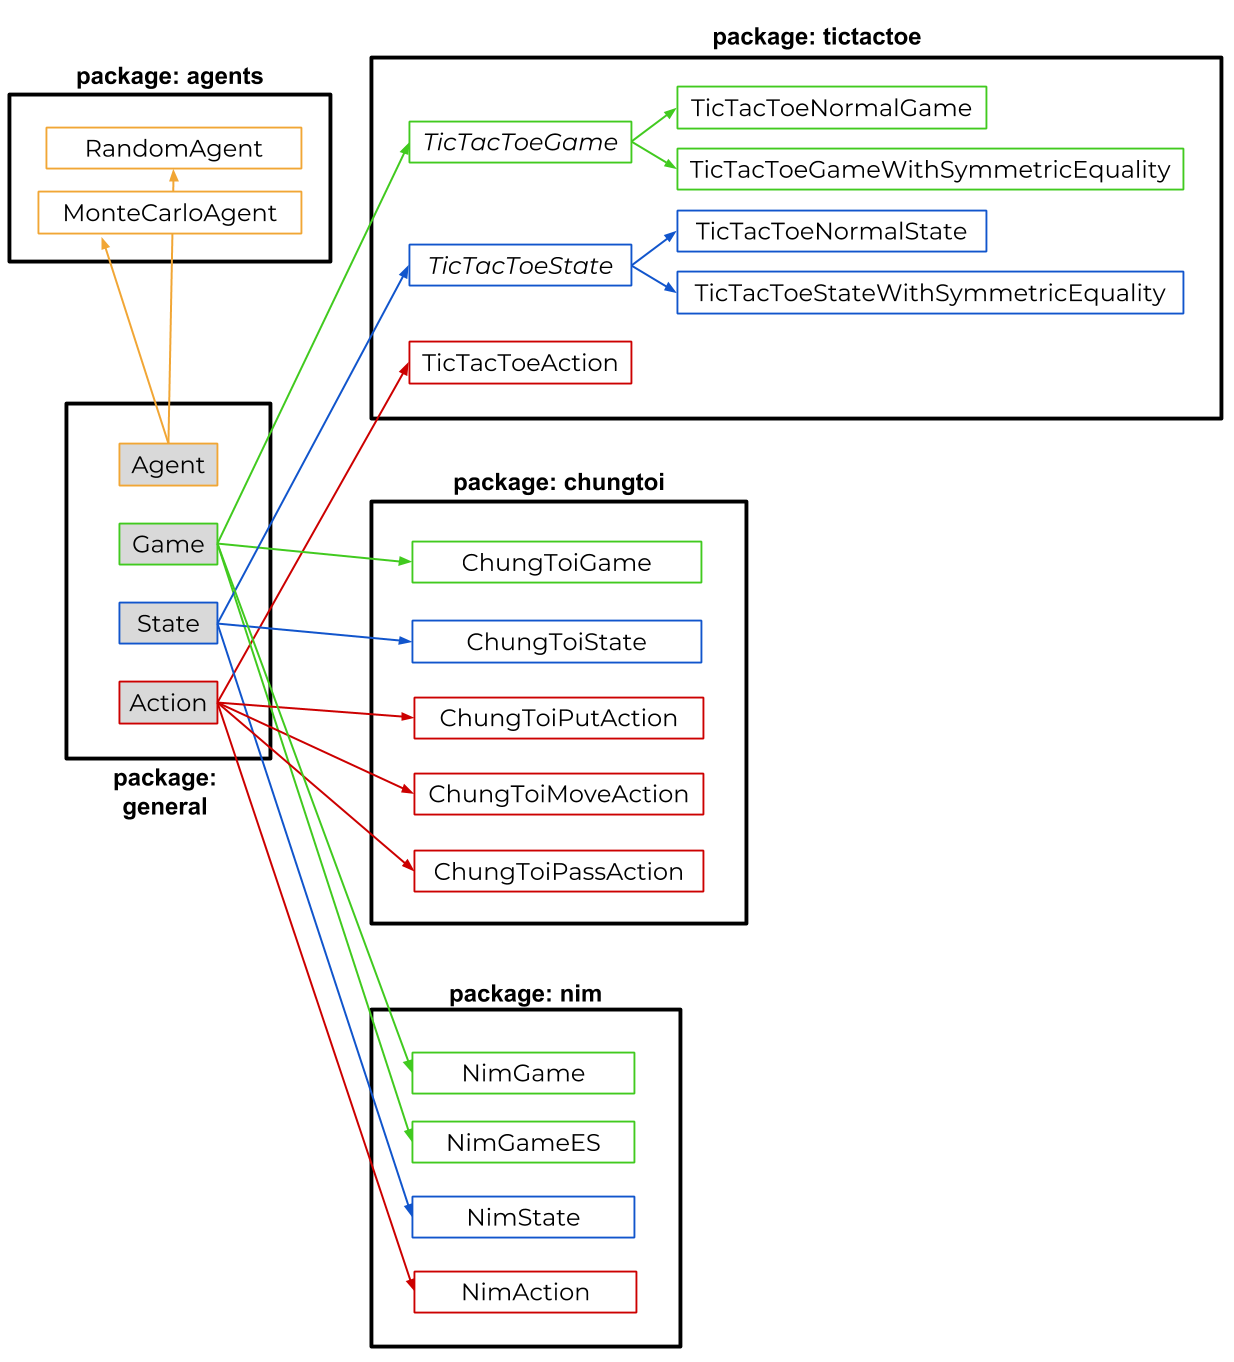 package: agents
RandomAgent
MonteCarloAgent
Agent
Game
State
Action
package:
general
package: tictactoe
TicTacToeGame
TicTacToeNormalGame
TicTacToeGameWithSymmetricEquality
TicTacToeState
TicTacToeNormalState
TicTacToeStateWithSymmetricEquality
TicTacToeAction
package: chungtoi
ChungToiGame
ChungToiState
ChungToiPutAction
ChungToiMoveAction
ChungToiPassAction
package: nim
NimGame
NimGameES
NimState
NimAction